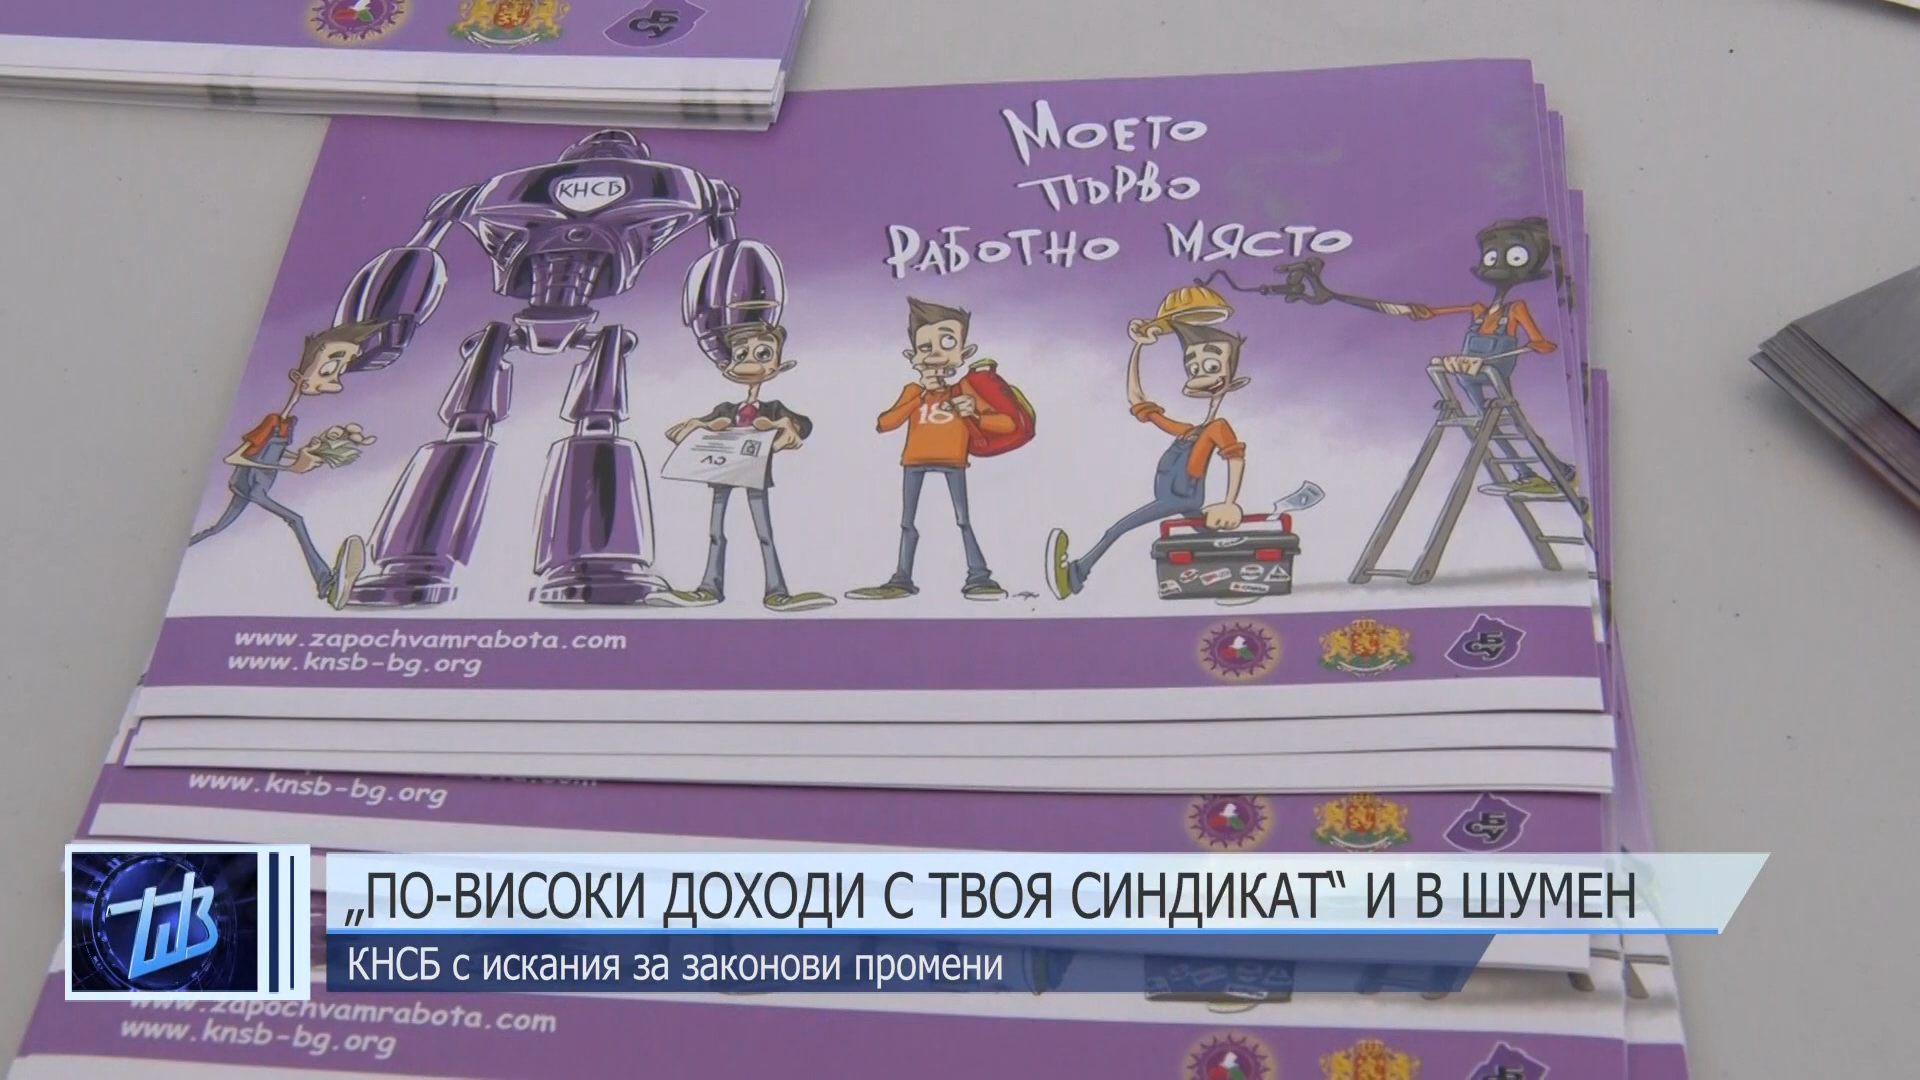 Моето
първо
Работно място
КНСБ
CV
18
www.zapochvamrabota.com
www.knsb-bg.org
www.knsb-bg.org
„ПО-ВИСОКИ ДОХОДИ С ТВОЯ СИНДИКАТ“ И В ШУМЕН
КНСБ с искания за законови промени
www.zapochvamrabota.com
www.knsb-bg.org